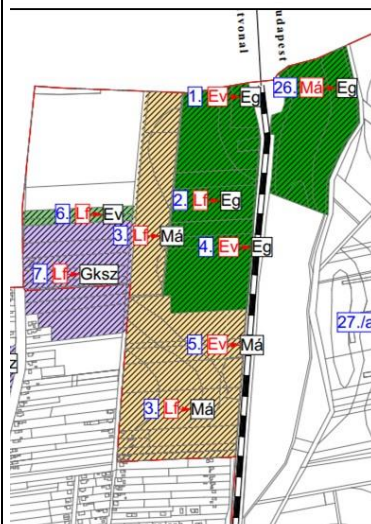 udapest
tvonal
1. Ev Eg
26. Má Eg
2. Lf Eg
6. Lf Ev
3. Lf Má
4. Ev Eg
7. Lf Gksz
27./a
5. Ev Má
Z
3. Lf Má